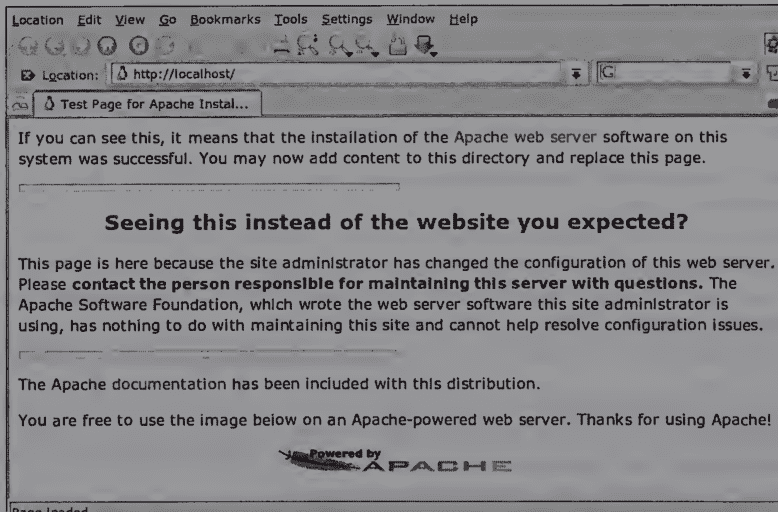 Location Edit View Go Bookmarks Tools Settings Window Help
Location: http://localhost/
G
Test Page for Apache Instal...
If you can see this, it means that the installation of the Apache web server software on this
system was successful. You may now add content to this directory and replace this page.
Seeing this instead of the website you expected?
This page is here because the site administrator has changed the configuration of this web server.
Please contact the person responsible for maintaining this server with questions. The
Apache Software Foundation, which wrote the web server software this site administrator is
using, has nothing to do with maintaining this site and cannot help resolve configuration issues.
The Apache documentation has been included with this distribution.
You are free to use the image below on an Apache-powered web server. Thanks for using Apache!
Powered by
APACHE
Page loaded.